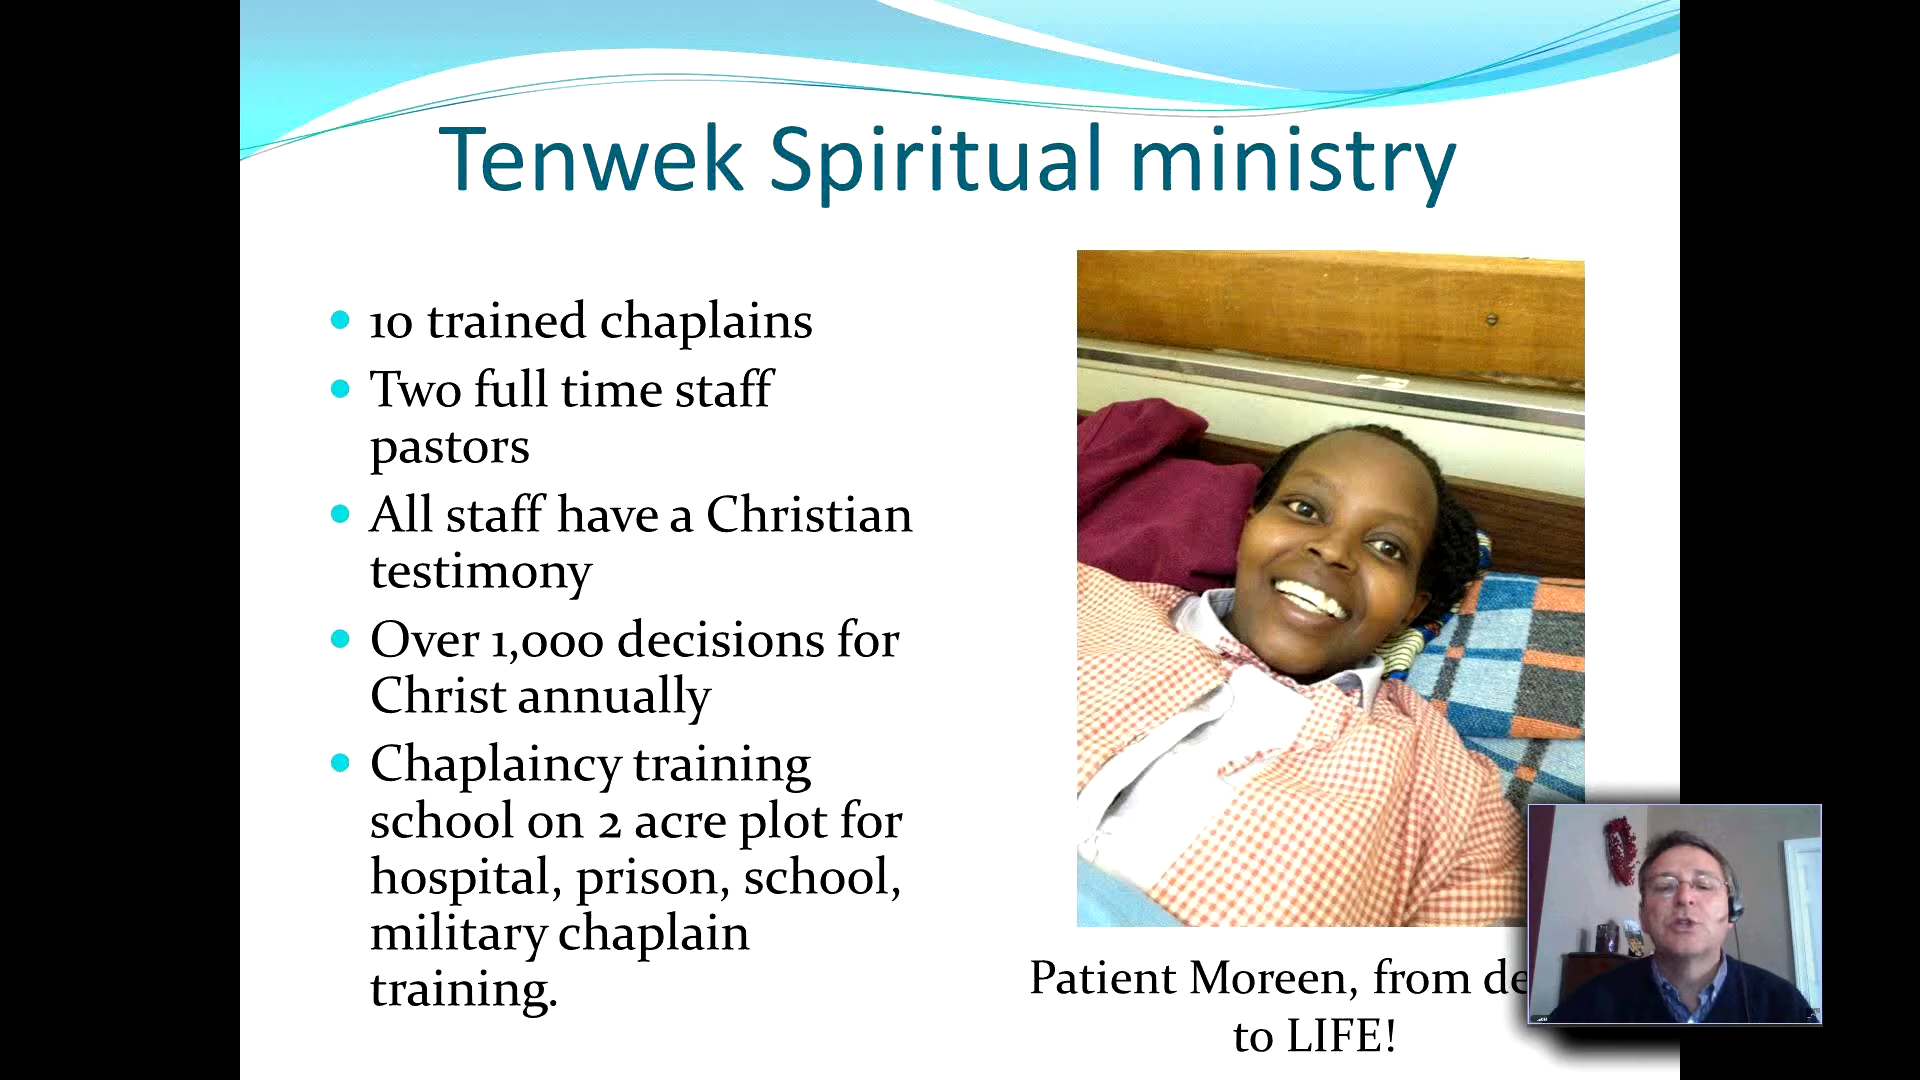 Tenwek Spiritual ministry
10 trained chaplains
Two full time staff
pastors
All staff have a Christian
testimony
Over 1,000 decisions for
Christ annually
Chaplaincy training
school on 2 acre plot for
hospital, prison, school,
military chaplain
training.
Patient Moreen, from
to LIFE!